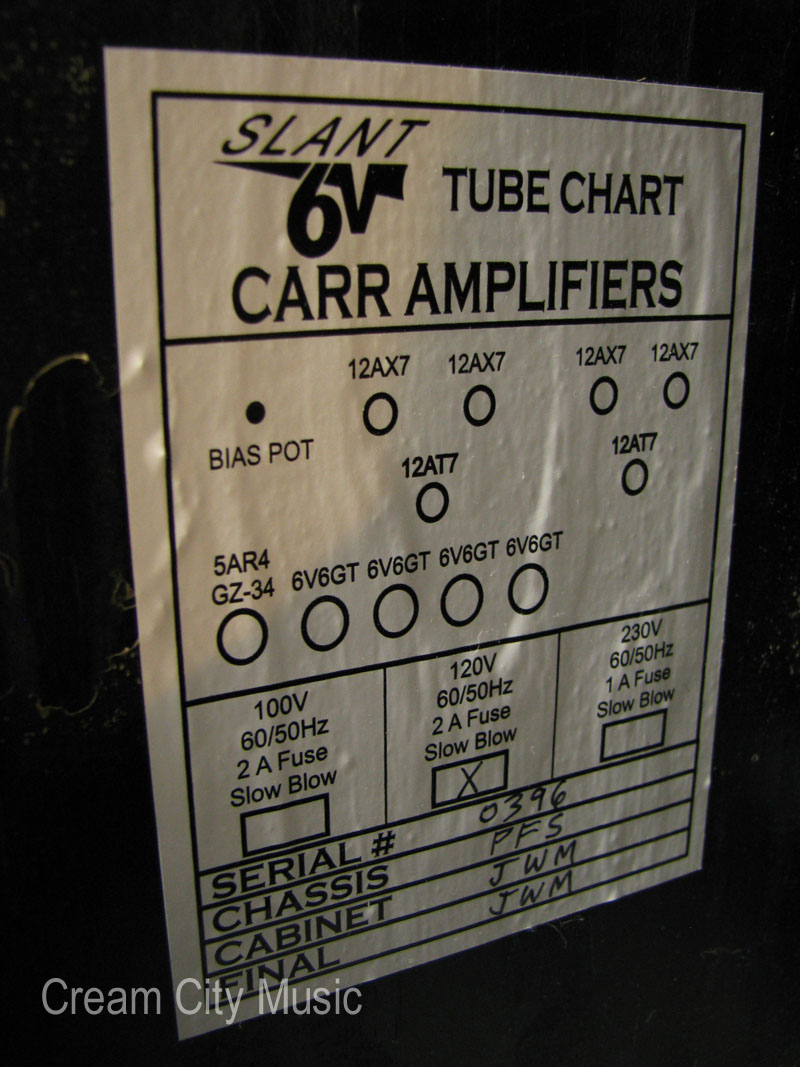 SLANT
6V TUBE CHART
CARR AMPLIFIERS
12AX7 12AX7 12AX7 12AX7
BIAS POT
12AT7 12AT7
5AR4
GZ-34 6V6GT 6V6GT 6V6GT 6V6GT
100V
60/50Hz
2 A Fuse
Slow Blow
120V
60/50Hz
2 A Fuse
Slow Blow
X
230V
60/50Hz
1 A Fuse
Slow Blow
SERIAL # 0396
CHASSIS PFS
CABINET JWM
FINAL JWM
Cream City Music